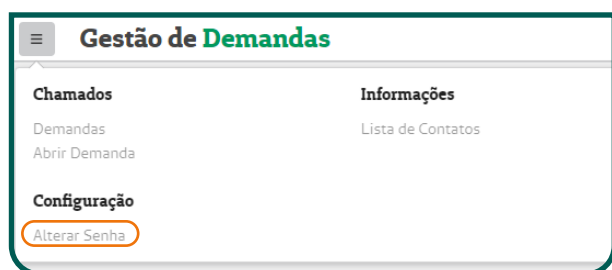 Gestão de Demandas
Chamados
Demandas
Abrir Demanda
Informações
Lista de Contatos
Configuração
Alterar Senha